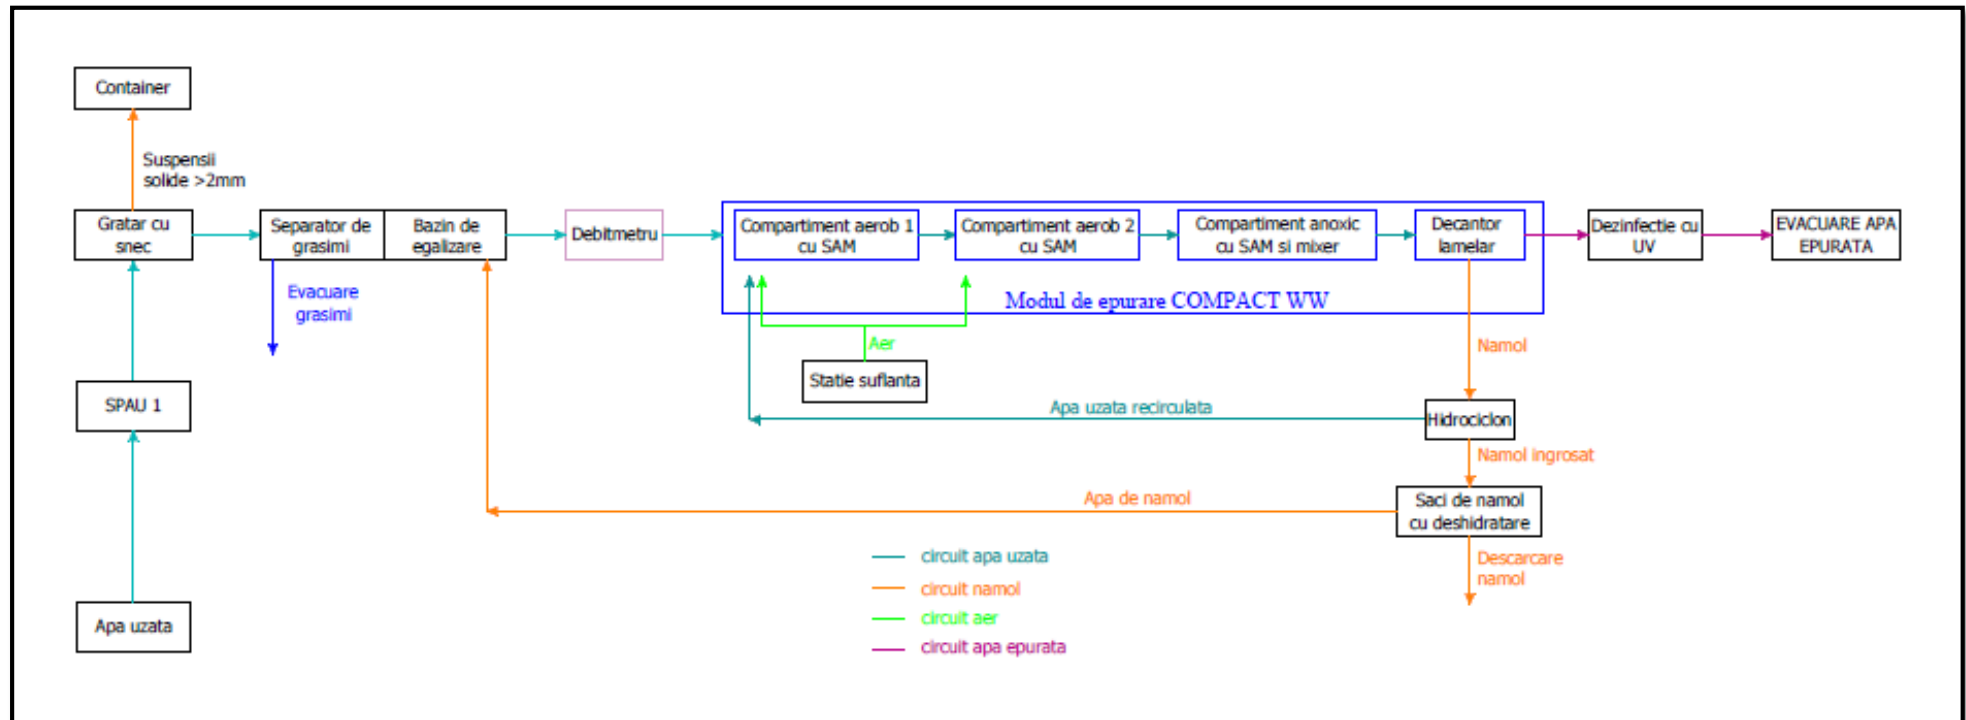 Container
Suspensii
solide >2mm
Gratar cu
snec
Separator de
grasimi
Bazin de
egalizare
Debitmetru
Compartiment aerob 1
cu SAM
Compartiment aerob 2
cu SAM
Compartiment anoxic
cu SAM si mixer
Decantor
lamelar
Dezinfectie cu
UV
EVACUARE APA
EPURATA
Evacuare
grasimi
Modul de epurare COMPACT WW
Aer
Statie suflanta
Namol
SPAU 1
Apa uzata recirculata
Hidrociclon
Namol ingrosat
Apa de namol
Saci de namol
cu deshidratare
Descarcare
namol
circuit apa uzata
circuit namol
circuit aer
circuit apa epurata
Apa uzata